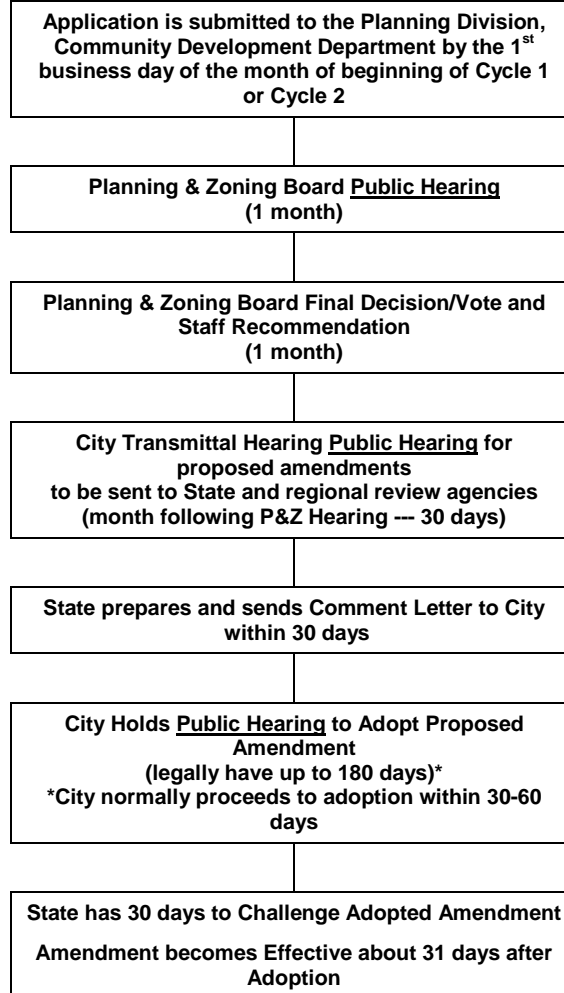 Application is submitted to the Planning Division,
Community Development Department by the 1st
business day of the month of beginning of Cycle 1
or Cycle 2
Planning & Zoning Board Public Hearing
(1 month)
Planning & Zoning Board Final Decision/Vote and
Staff Recommendation
(1 month)
City Transmittal Hearing Public Hearing for
proposed amendments
to be sent to State and regional review agencies
(month following P&Z Hearing --- 30 days)
State prepares and sends Comment Letter to City
within 30 days
City Holds Public Hearing to Adopt Proposed
Amendment
(legally have up to 180 days)*
*City normally proceeds to adoption within 30-60
days
State has 30 days to Challenge Adopted Amendment
Amendment becomes Effective about 31 days after
Adoption